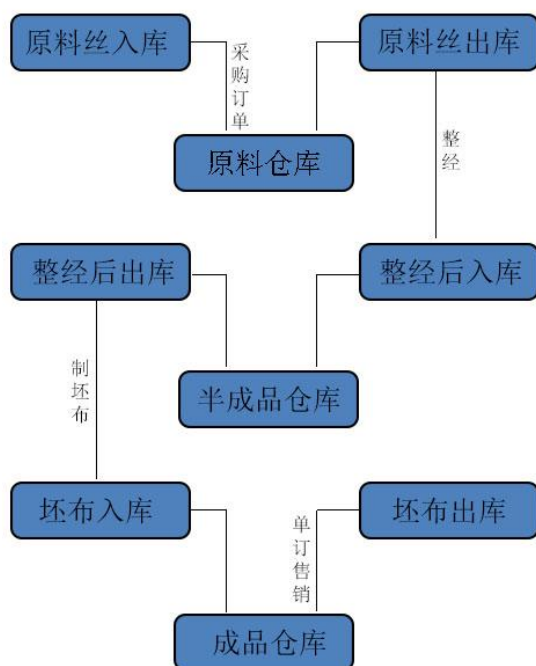 原料丝入库
原料丝出库
采购订单
原料仓库
整经
整经后出库
整经后入库
制坯布
半成品仓库
坯布入库
坯布出库
单订售销
成品仓库